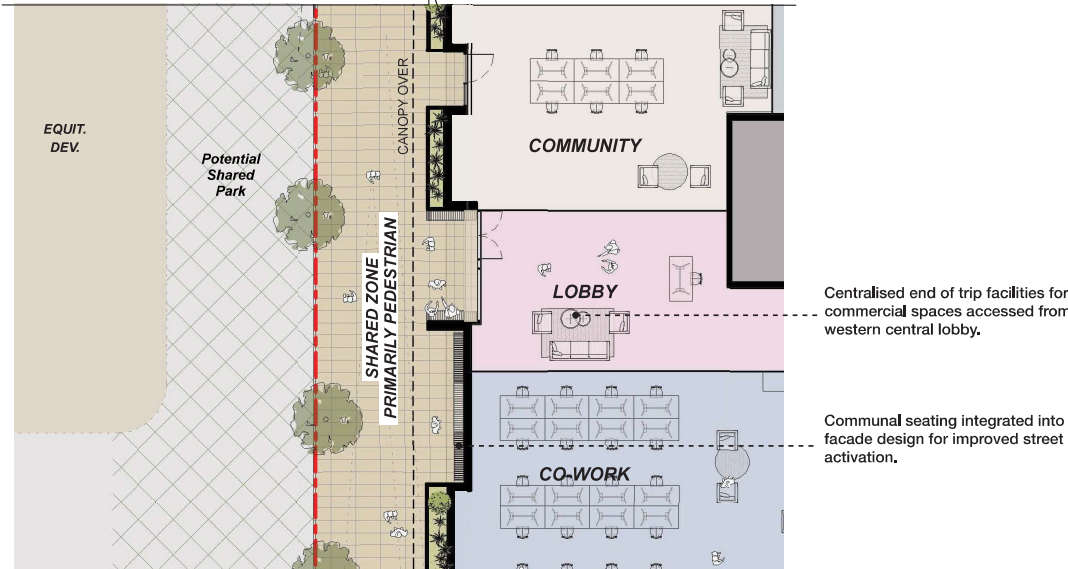 EQUIT.
DEV.
Potential
Shared
Park
CANOPY OVER
SHARED ZONE
PRIMARILY PEDESTRIAN
COMMUNITY
LOBBY
CO-WORK
Centralised end of trip facilities for
commercial spaces accessed from
western central lobby.
Communal seating integrated into
facade design for improved street
activation.